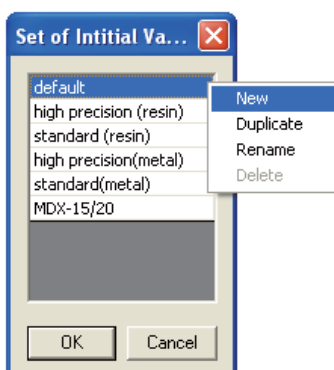 Set of Intitial Va...
default
high precision (resin)
standard (resin)
high precision(metal)
standard(metal)
MDX-15/20
New
Duplicate
Rename
Delete
OK
Cancel